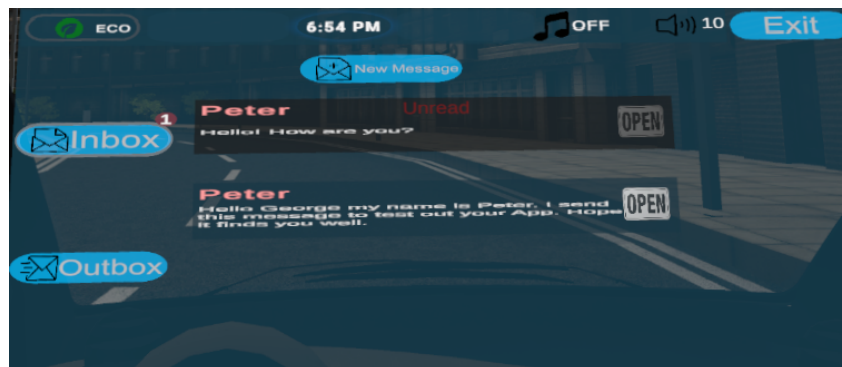 ECO
6:54 PM
OFF
10
Exit
New Message
Inbox
1
Peter
Unread
Hello! How are you?
OPEN
Peter
Hello George my name is Peter. I send
this message to test out your App. Hope
it finds you well.
OPEN
Outbox